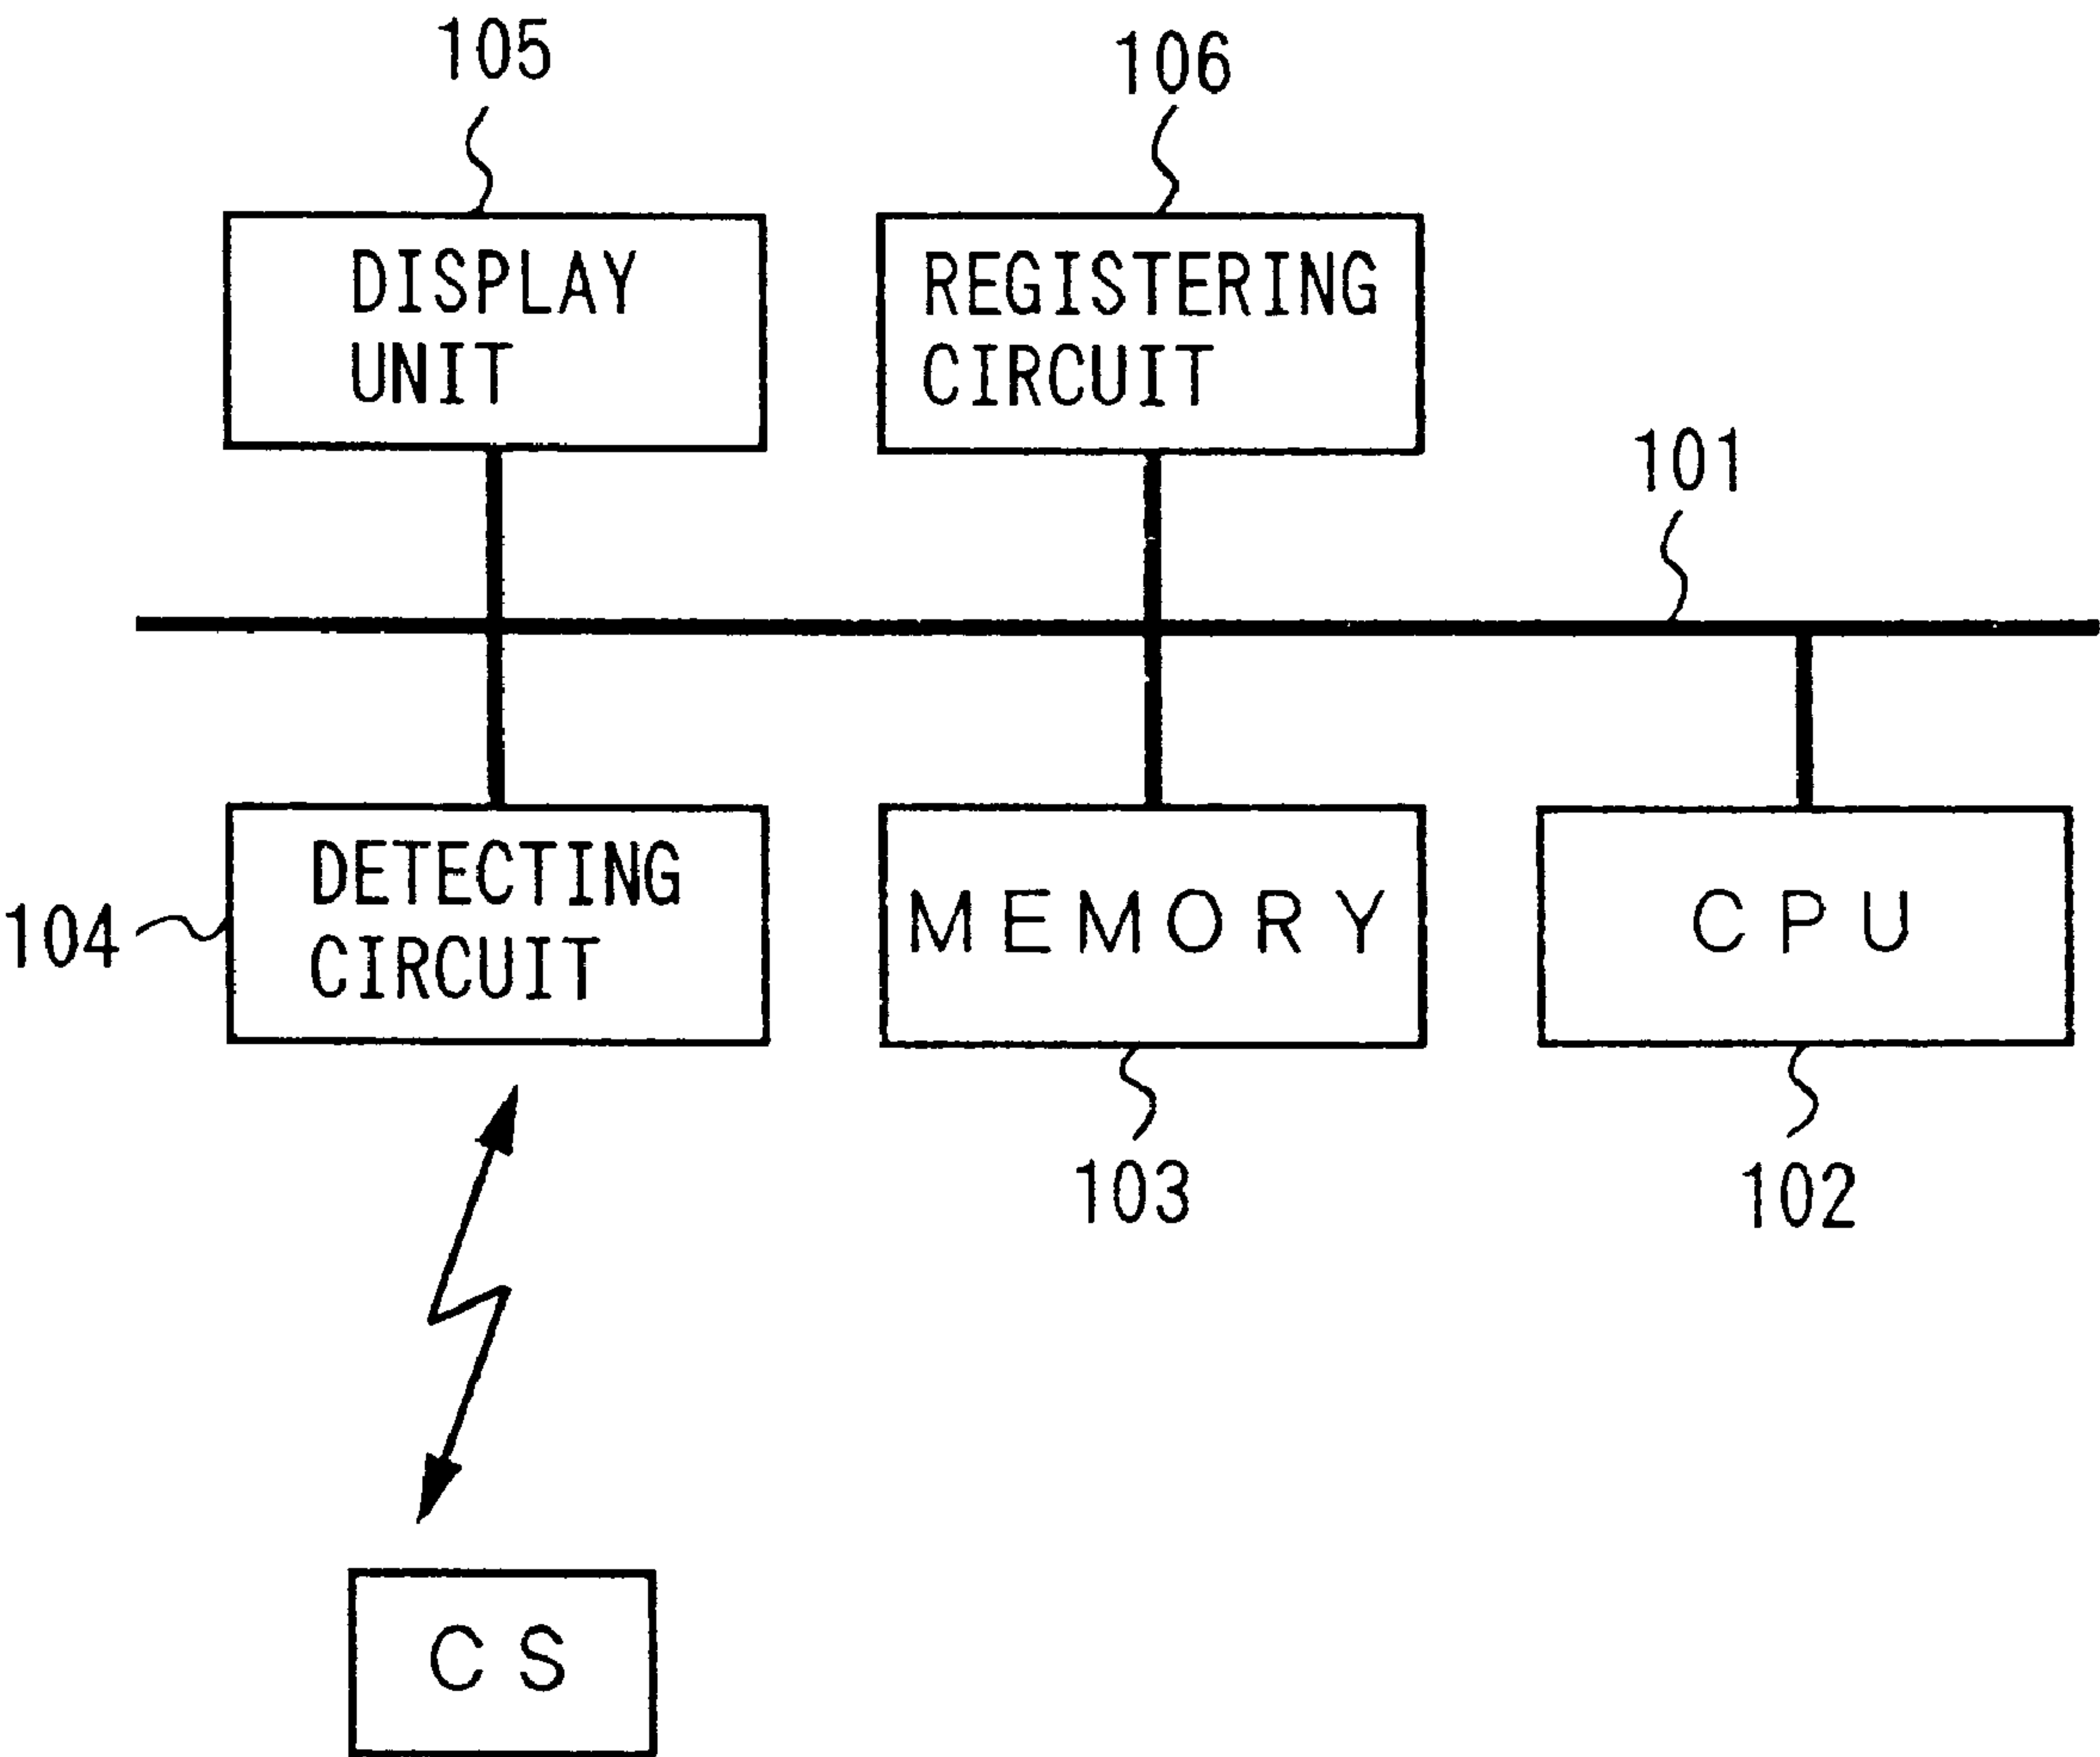 105
106
DISPLAY
UNIT
REGISTERING
CIRCUIT
101
104
DETECTING
CIRCUIT
MEMORY
CPU
103
102
CS